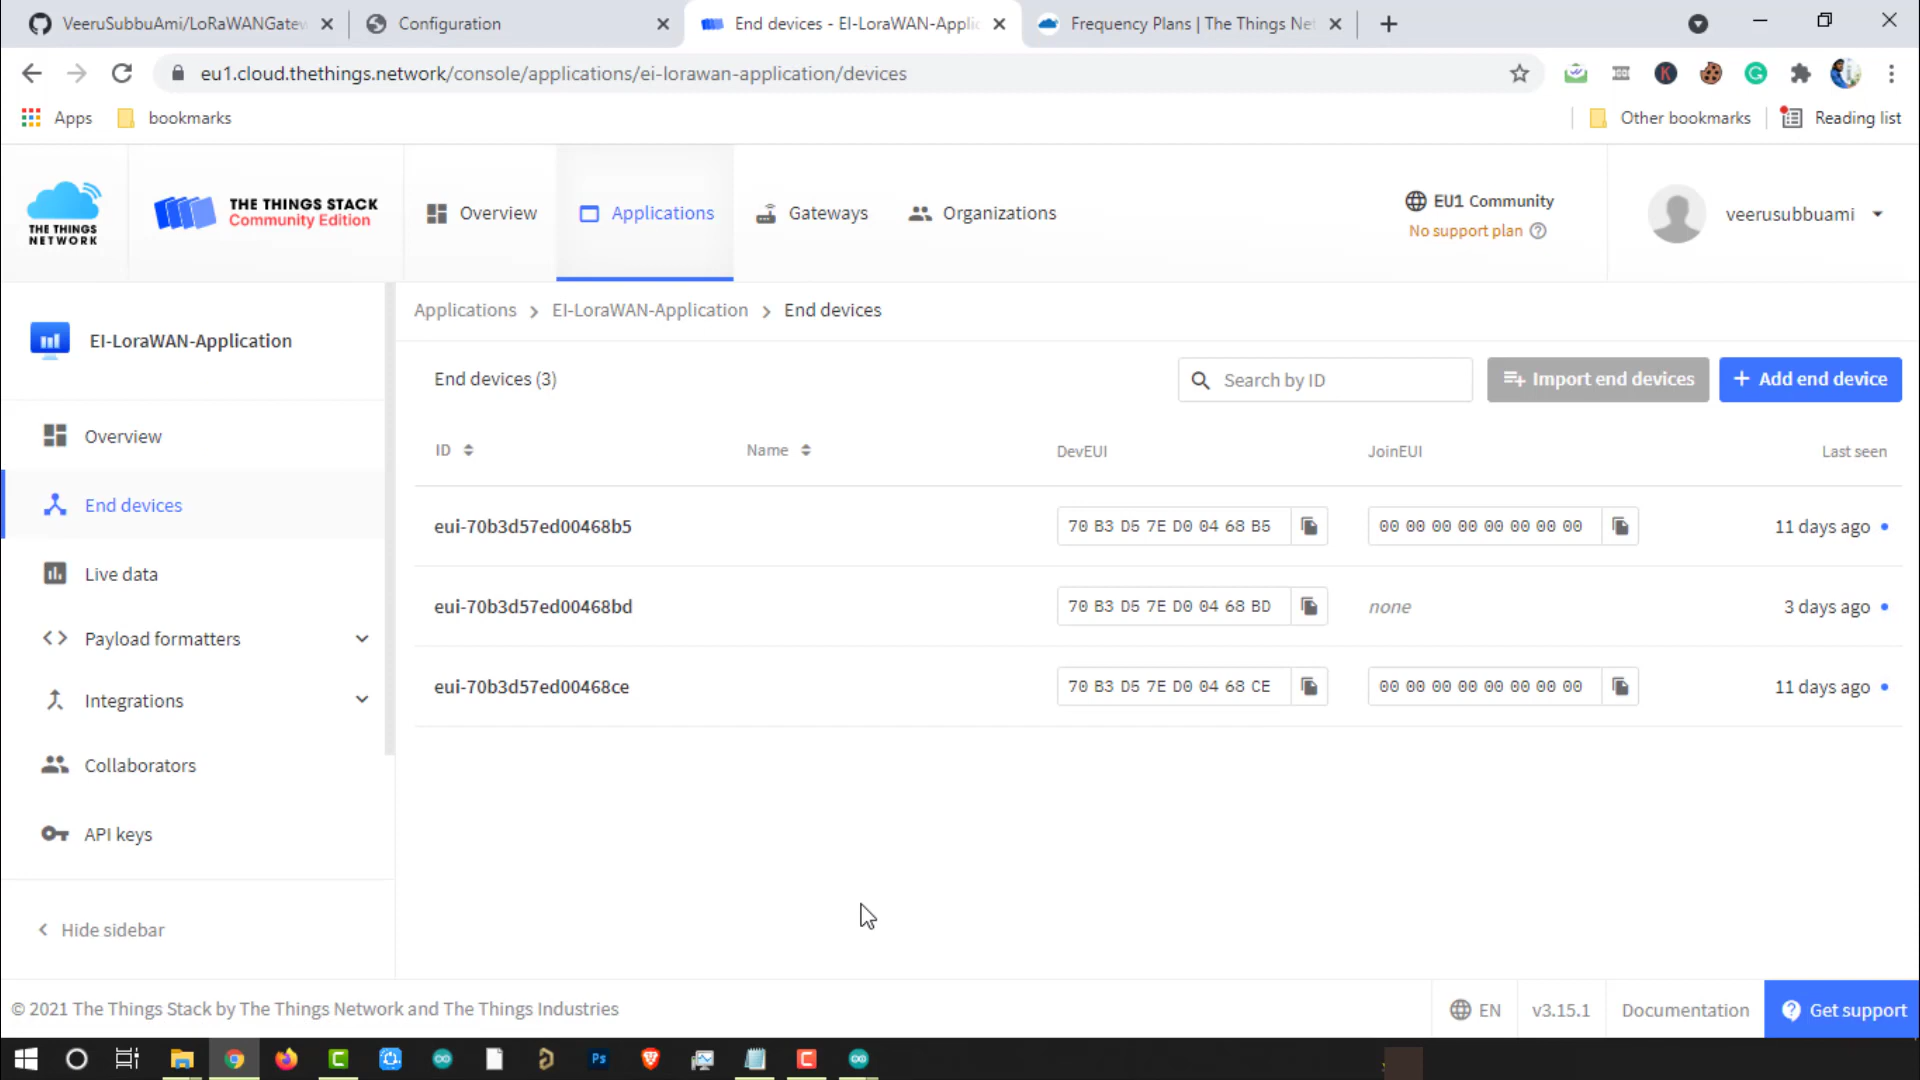 VeeruSubbuAmi/LoRaWANGatew
Configuration
End devices - EI-LoraWAN-Applic
Frequency Plans | The Things Net
eu1.cloud.thethings.network/console/applications/ei-lorawan-application/devices
Apps
bookmarks
Other bookmarks
Reading list
THE THINGS
NETWORK
THE THINGS STACK
Community Edition
Overview
Applications
Gateways
Organizations
EU1 Community
No support plan
veerusubbuami
EI-LoraWAN-Application
Overview
End devices
Live data
Payload formatters
Integrations
Collaborators
API keys
Hide sidebar
Applications > EI-LoraWAN-Application > End devices
End devices (3)
Search by ID
Import end devices
+ Add end device
ID Name DevEUI JoinEUI Last seen
eui-70b3d57ed00468b5 70 B3 D5 7E D0 04 68 B5 00 00 00 00 00 00 00 00 11 days ago
eui-70b3d57ed00468bd 70 B3 D5 7E D0 04 68 BD none 3 days ago
eui-70b3d57ed00468ce 70 B3 D5 7E D0 04 68 CE 00 00 00 00 00 00 00 00 11 days ago
© 2021 The Things Stack by The Things Network and The Things Industries
EN
v3.15.1
Documentation
Get support
Ps